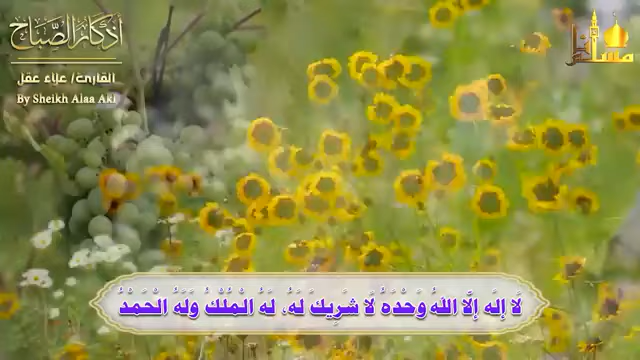 أذكار الصباح
القارئ/ علاء عقل
By Sheikh Alaa Akl
لَا إِلَهَ إِلَّا اللهُ وَحْدَهُ لَا شَرِيكَ لَهُ، لَهُ الْمُلْكُ وَلَهُ الْحَمْدُ